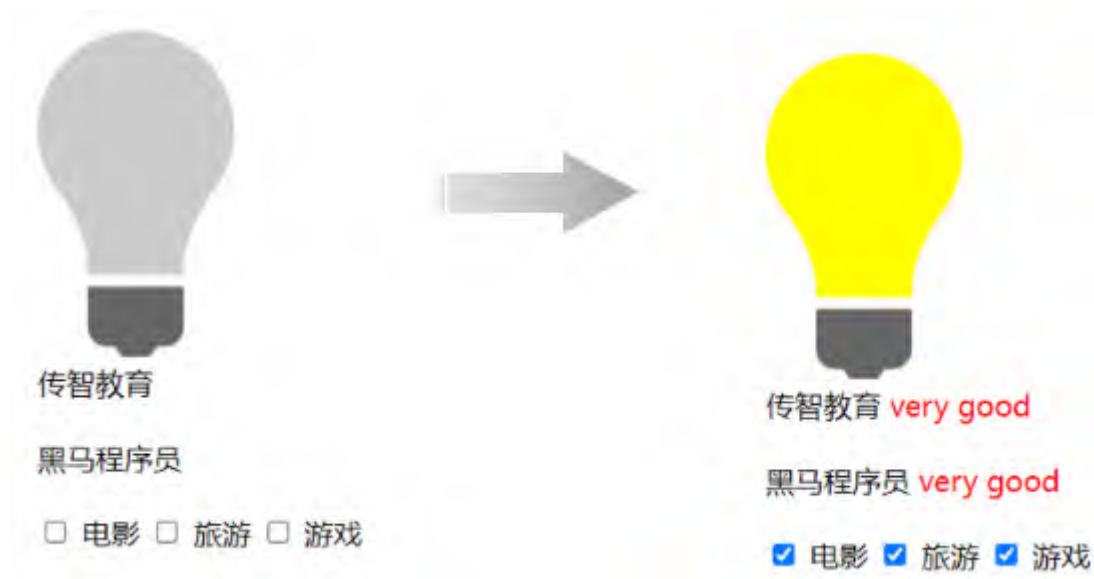 传智教育
黑马程序员
电影 旅游 游戏
传智教育 very good
黑马程序员 very good
电影 旅游 游戏